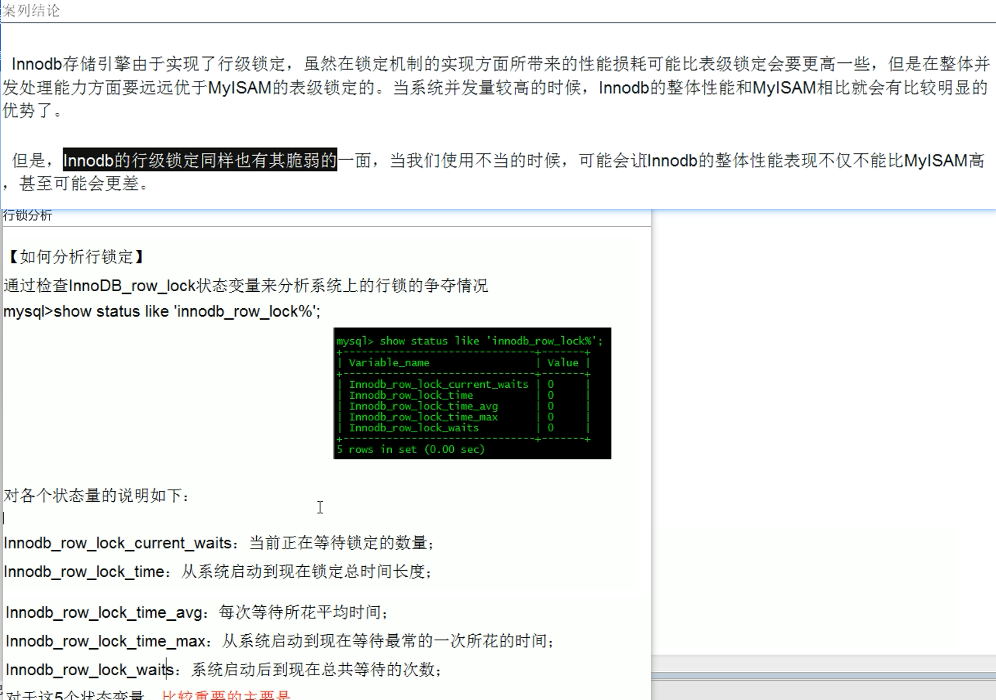 案列结论
Innodb存储引擎由于实现了行级锁定，虽然在锁定机制的实现方面所带来的性能损耗可能比表级锁定会要更高一些，但是在整体并
发处理能力方面要远远优于MyISAM的表级锁定的。当系统并发量较高的时候，Innodb的整体性能和MyISAM相比就会有比较明显的
优势了。
但是，Innodb的行级锁定同样也有其脆弱的一面，当我们使用不当的时候，可能会让Innodb的整体性能表现不仅不能比MyISAM高
，甚至可能会更差。
行锁分析
【如何分析行锁定】
通过检查InnoDB_row_lock状态变量来分析系统上的行锁的争夺情况
mysql>show status like 'innodb_row_lock%';
mysql> show status like 'innodb_row_lock%';
+-------------------------------+-------+
| Variable_name | Value |
+-------------------------------+-------+
| Innodb_row_lock_current_waits | 0 |
| Innodb_row_lock_time | 0 |
| Innodb_row_lock_time_avg | 0 |
| Innodb_row_lock_time_max | 0 |
| Innodb_row_lock_waits | 0 |
+-------------------------------+-------+
5 rows in set (0.00 sec)
对各个状态量的说明如下：
Innodb_row_lock_current_waits：当前正在等待锁定的数量；
Innodb_row_lock_time：从系统启动到现在锁定总时间长度；
Innodb_row_lock_time_avg：每次等待所花平均时间；
Innodb_row_lock_time_max：从系统启动到现在等待最常的一次所花的时间；
Innodb_row_lock_waits：系统启动后到现在总共等待的次数；
对于这5个状态变量，比较重要的主要是